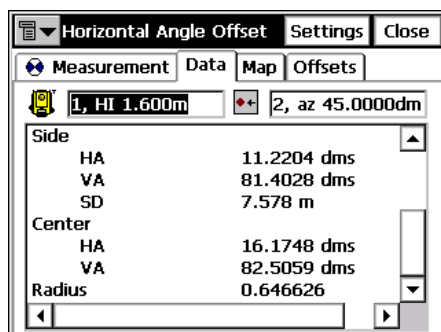 Horizontal Angle Offset Settings Close
Measurement Data Map Offsets
1, HI 1.600m 2, az 45.0000dm
Side
HA 11.2204 dms
VA 81.4028 dms
SD 7.578 m
Center
HA 16.1748 dms
VA 82.5059 dms
Radius 0.646626